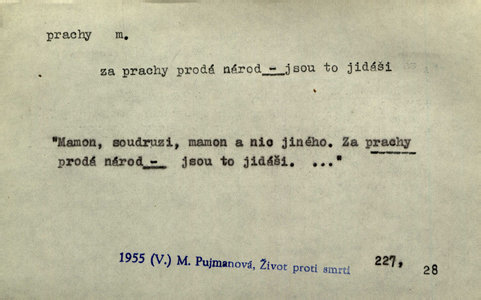 prachy m.
za prachy prodá národ - jsou to jidáši
"Mamon, soudruzi, mamon a nic jiného. Za prachy
prodá národ - jsou to jidáši. ..."
1955 (V.) M. Pujmanová, Život proti smrti 227, 28